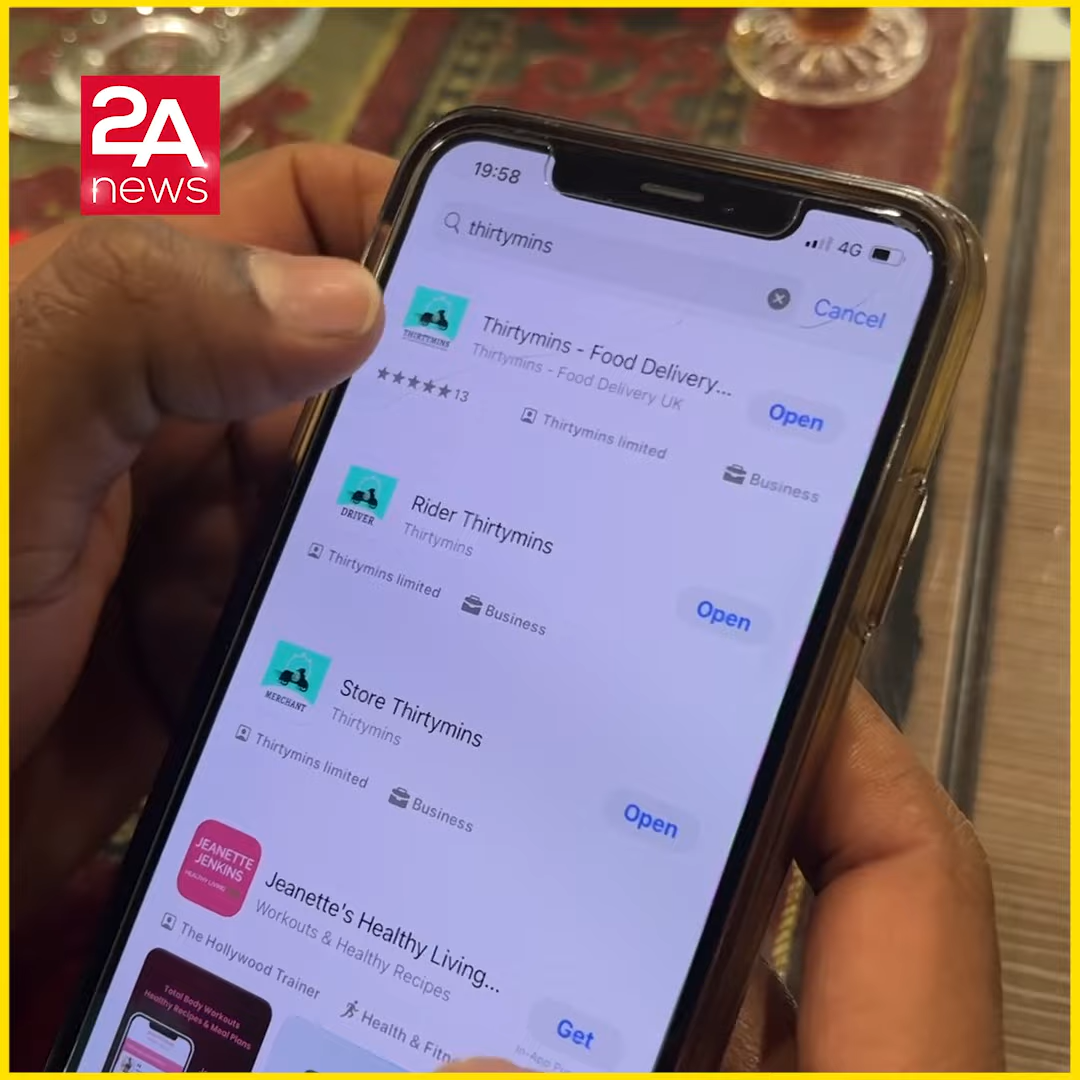 2A
news
19:58
4G
thirtymins
Cancel
THIRTYMINS
Thirtymins - Food Delivery...
Thirtymins - Food Delivery UK
13
Thirtymins limited
Business
Open
DRIVER
Rider Thirtymins
Thirtymins
Thirtymins limited
Business
Open
MERCHANT
Store Thirtymins
Thirtymins
Thirtymins limited
Business
Open
JEANETTE
JENKINS
HEALTHY LIVING
Jeanette's Healthy Living...
Workouts & Healthy Recipes
The Hollywood Trainer
Health & Fitn
Get
In-App
Total Body Workouts
Healthy Recipes & Meal Plans